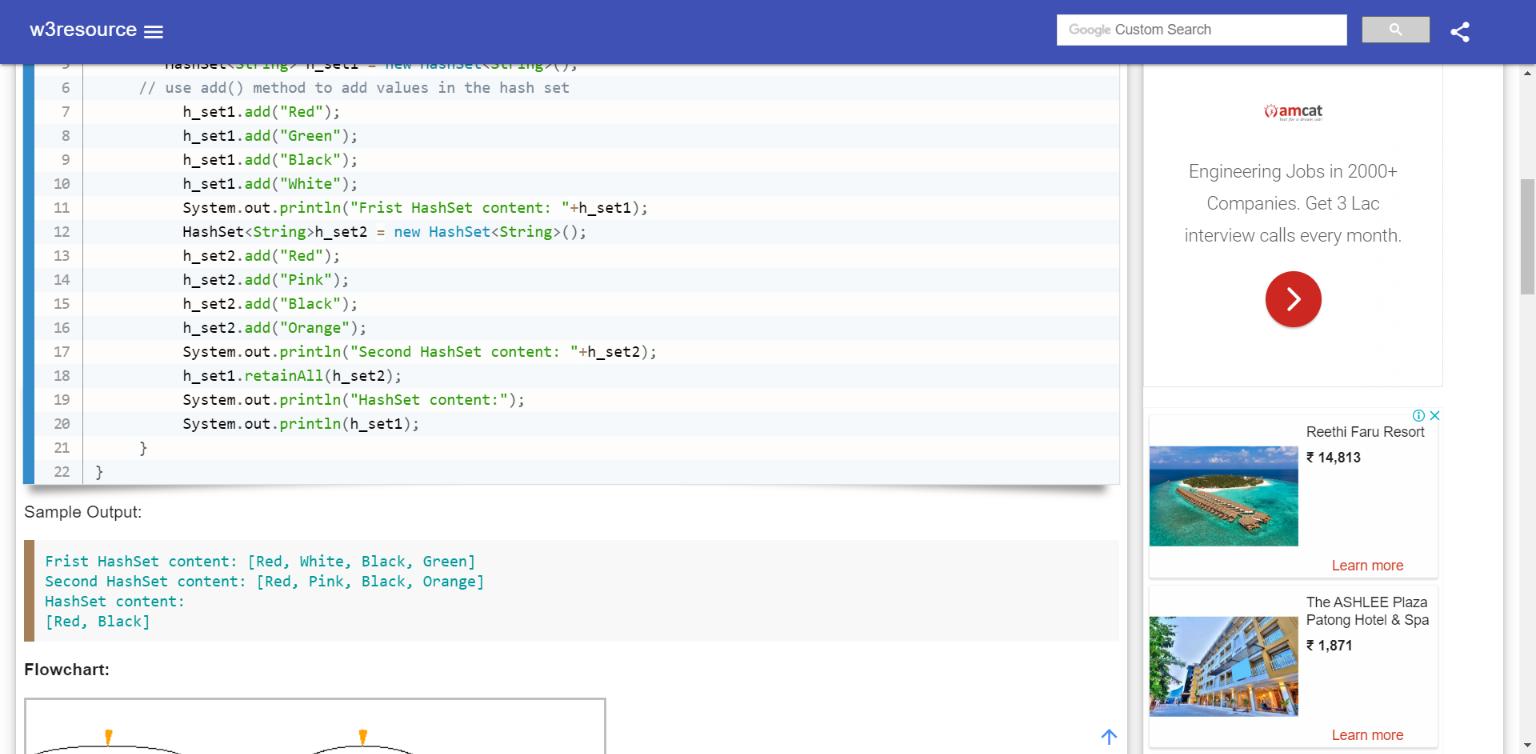 w3resource
Google Custom Search
5 HashSet<String> h_set1 = new HashSet<String>();
6 // use add() method to add values in the hash set
7 h_set1.add("Red");
8 h_set1.add("Green");
9 h_set1.add("Black");
10 h_set1.add("White");
11 System.out.println("Frist HashSet content: "+h_set1);
12 HashSet<String>h_set2 = new HashSet<String>();
13 h_set2.add("Red");
14 h_set2.add("Pink");
15 h_set2.add("Black");
16 h_set2.add("Orange");
17 System.out.println("Second HashSet content: "+h_set2);
18 h_set1.retainAll(h_set2);
19 System.out.println("HashSet content:");
20 System.out.println(h_set1);
21 }
22 }
Sample Output:
Frist HashSet content: [Red, White, Black, Green]
Second HashSet content: [Red, Pink, Black, Orange]
HashSet content:
[Red, Black]
Flowchart:
amcat
Engineering Jobs in 2000+
Companies. Get 3 Lac
interview calls every month.
Reethi Faru Resort
₹ 14,813
Learn more
The ASHLEE Plaza
Patong Hotel & Spa
₹ 1,871
Learn more